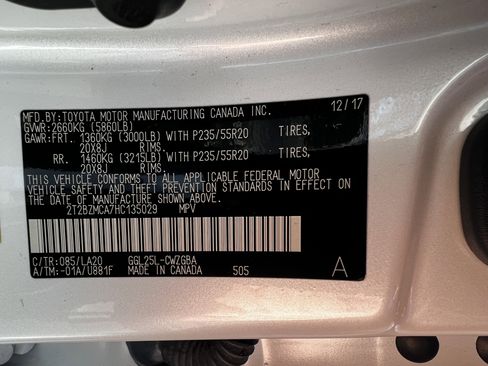 MFD.BY:TOYOTA MOTOR MANUFACTURING CANADA INC. 12/17
GVWR:2660KG (5860LB)
GAWR:FRT. 1360KG (3000LB) WITH P235/55R20 TIRES,
20X8J RIMS.
RR. 1460KG (3215LB) WITH P235/55R20 TIRES,
20X8J RIMS.
THIS VEHICLE CONFORMS TO ALL APPLICABLE FEDERAL MOTOR
VEHICLE SAFETY AND THEFT PREVENTION STANDARDS IN EFFECT ON
THE DATE OF MANUFACTURE SHOWN ABOVE.
2T2BZMCA7HC135029 MPV
C/TR:085/LA20 GGL25L-CWZGBA
A/TM:-01A/U881F MADE IN CANADA 50S A